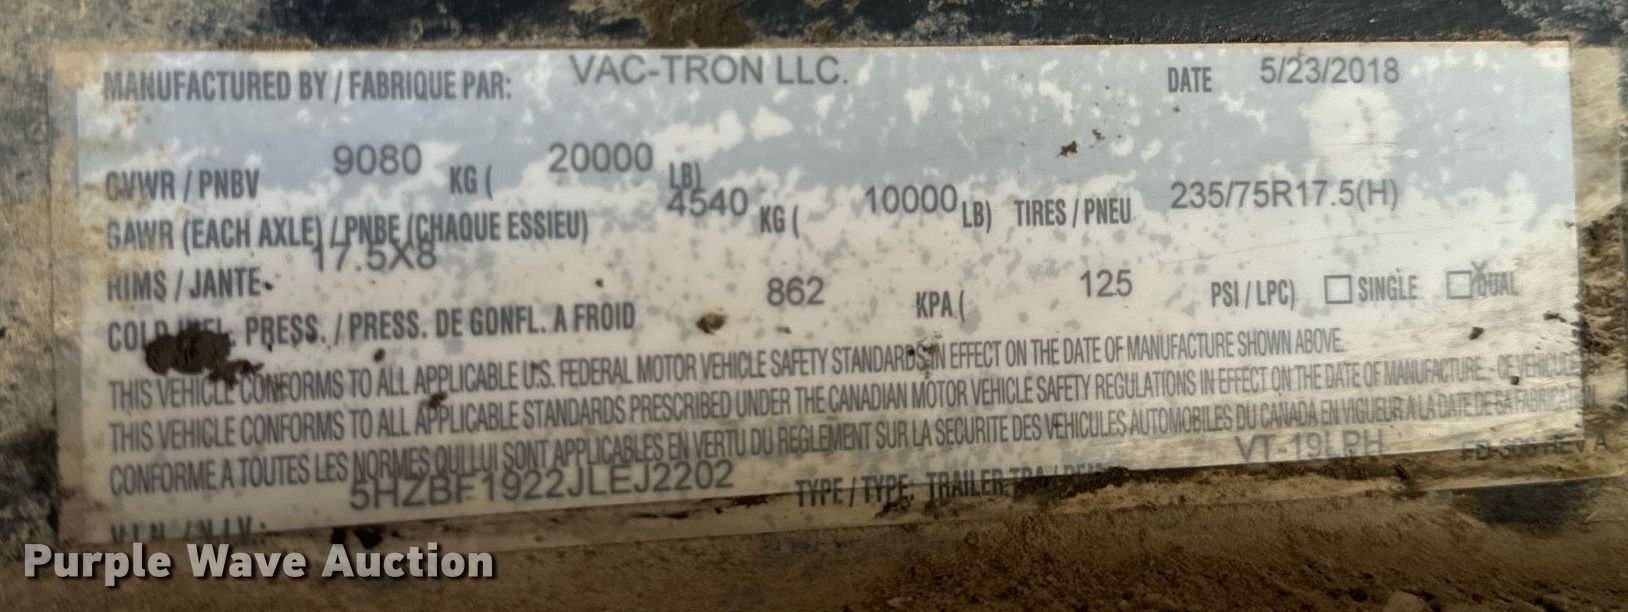 MANUFACTURED BY / FABRIQUE PAR: VAC-TRON LLC. DATE 5/23/2018
GVWR / PNBV 9080 KG ( 20000 LB)
GAWR (EACH AXLE) / PNBE (CHAQUE ESSIEU) 4540 KG ( 10000 LB) TIRES / PNEU 235/75R17.5(H)
RIMS / JANTE 17.5X8
COLD INFL. PRESS. / PRESS. DE GONFL. A FROID 862 KPA ( 125 PSI / LPC) SINGLE X DUAL
THIS VEHICLE CONFORMS TO ALL APPLICABLE U.S. FEDERAL MOTOR VEHICLE SAFETY STANDARDS IN EFFECT ON THE DATE OF MANUFACTURE SHOWN ABOVE.
THIS VEHICLE CONFORMS TO ALL APPLICABLE STANDARDS PRESCRIBED UNDER THE CANADIAN MOTOR VEHICLE SAFETY REGULATIONS IN EFFECT ON THE DATE OF MANUFACTURE. - CE VEHICULE
CONFORME A TOUTES LES NORMES QUI LUI SONT APPLICABLES EN VERTU DU REGLEMENT SUR LA SECURITE DES VEHICULES AUTOMOBILES DU CANADA EN VIGUEUR A LA DATE DE SA FABRICATION
V.I.N. / N.I.V.: 5HZBF1922JLEJ2202 TYPE / TYPE: TRAILER VT-19LPH REV A
Purple Wave Auction